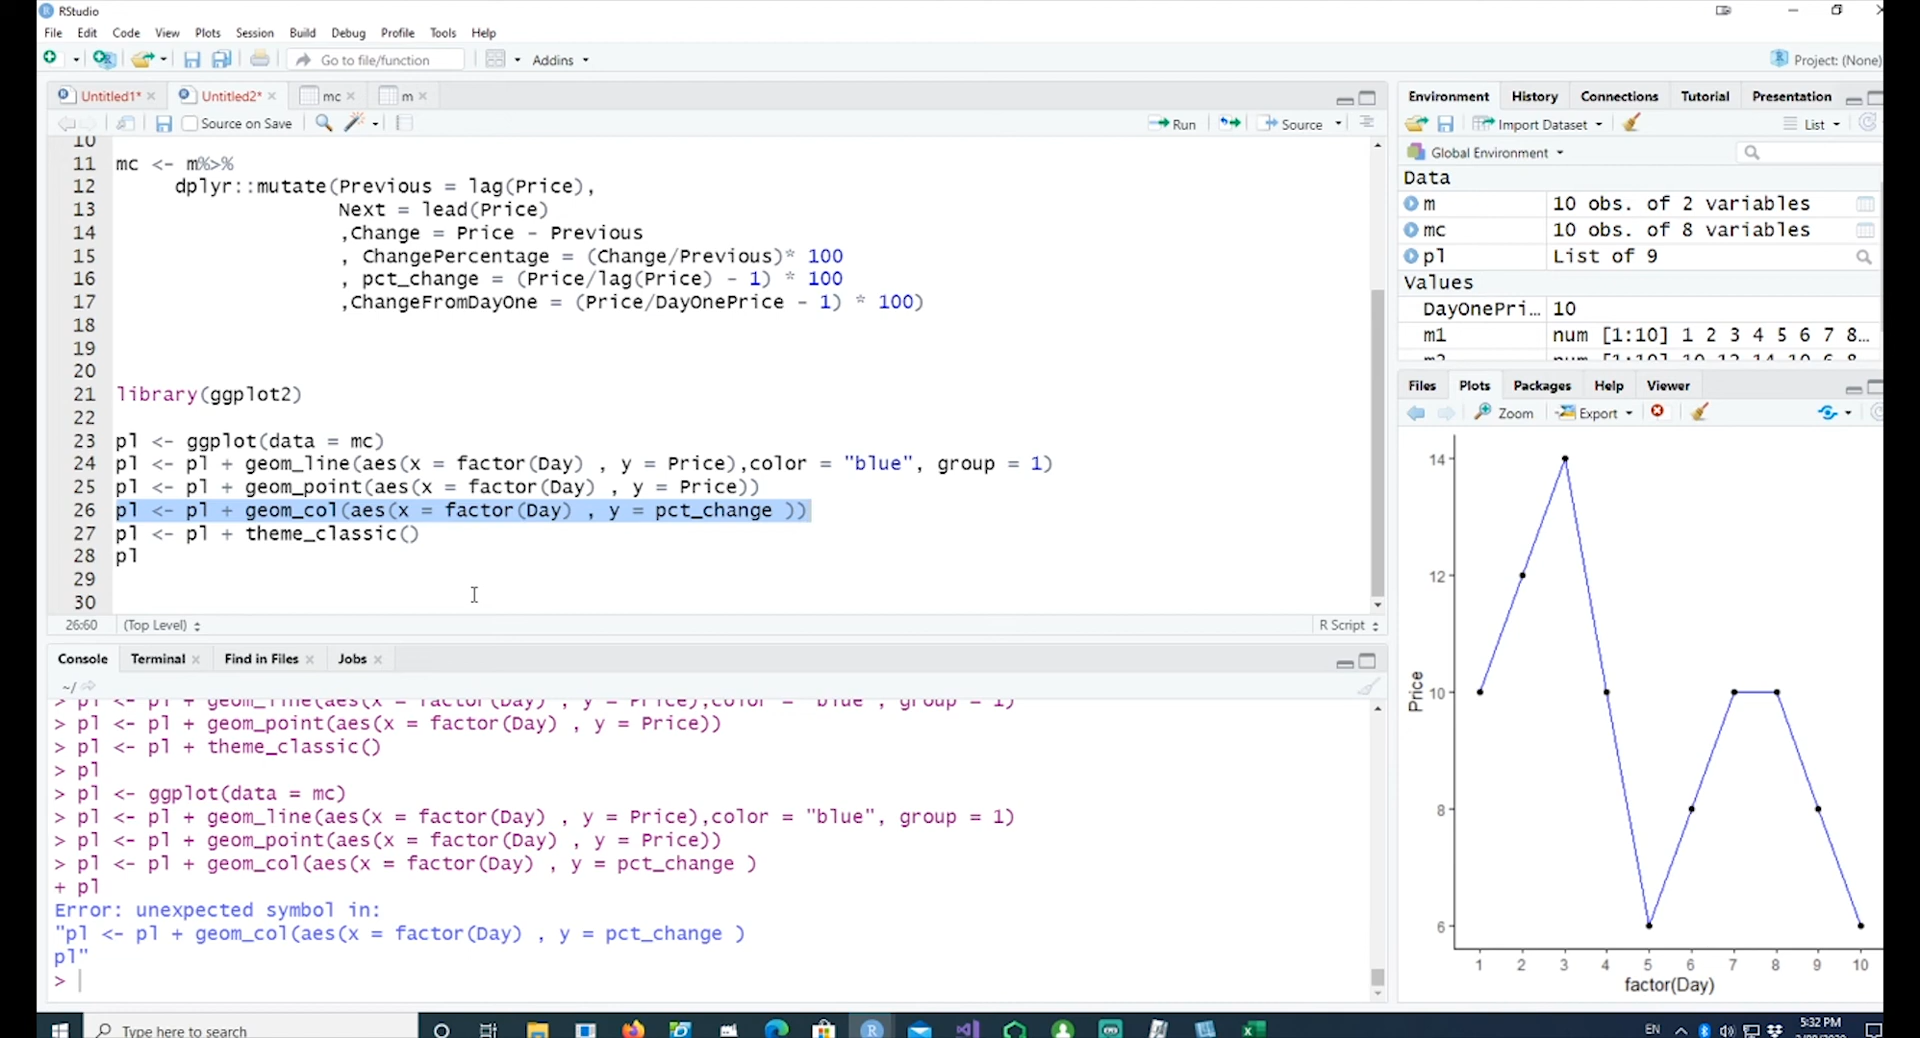 RStudio
File Edit Code View Plots Session Build Debug Profile Tools Help
Go to file/function Addins Project: (None)
Untitled1* Untitled2* mc m
Source on Save Run Source
10
11 mc <- m%>%
12 dplyr::mutate(Previous = lag(Price),
13 Next = lead(Price)
14 ,Change = Price - Previous
15 , ChangePercentage = (Change/Previous)* 100
16 , pct_change = (Price/lag(Price) - 1) * 100
17 ,ChangeFromDayOne = (Price/DayOnePrice - 1) * 100)
18
19
20
21 library(ggplot2)
22
23 pl <- ggplot(data = mc)
24 pl <- pl + geom_line(aes(x = factor(Day) , y = Price),color = "blue", group = 1)
25 pl <- pl + geom_point(aes(x = factor(Day) , y = Price))
26 pl <- pl + geom_col(aes(x = factor(Day) , y = pct_change ))
27 pl <- pl + theme_classic()
28 pl
29
30
26:60 (Top Level) R Script
Console Terminal Find in Files Jobs
~/
> pl <- pl + geom_line(aes(x = factor(Day) , y = Price),color = "blue", group = 1)
> pl <- pl + geom_point(aes(x = factor(Day) , y = Price))
> pl <- pl + theme_classic()
> pl
> pl <- ggplot(data = mc)
> pl <- pl + geom_line(aes(x = factor(Day) , y = Price),color = "blue", group = 1)
> pl <- pl + geom_point(aes(x = factor(Day) , y = Price))
> pl <- pl + geom_col(aes(x = factor(Day) , y = pct_change )
+ pl
Error: unexpected symbol in:
"pl <- pl + geom_col(aes(x = factor(Day) , y = pct_change )
pl"
>
Environment History Connections Tutorial Presentation
Import Dataset List
Global Environment
Data
m 10 obs. of 2 variables
mc 10 obs. of 8 variables
pl List of 9
Values
DayOnePri… 10
m1 num [1:10] 1 2 3 4 5 6 7 8…
Files Plots Packages Help Viewer
Zoom Export
14
12
10
8
6
Price
1 2 3 4 5 6 7 8 9 10
factor(Day)
Type here to search
EN 5:32 PM